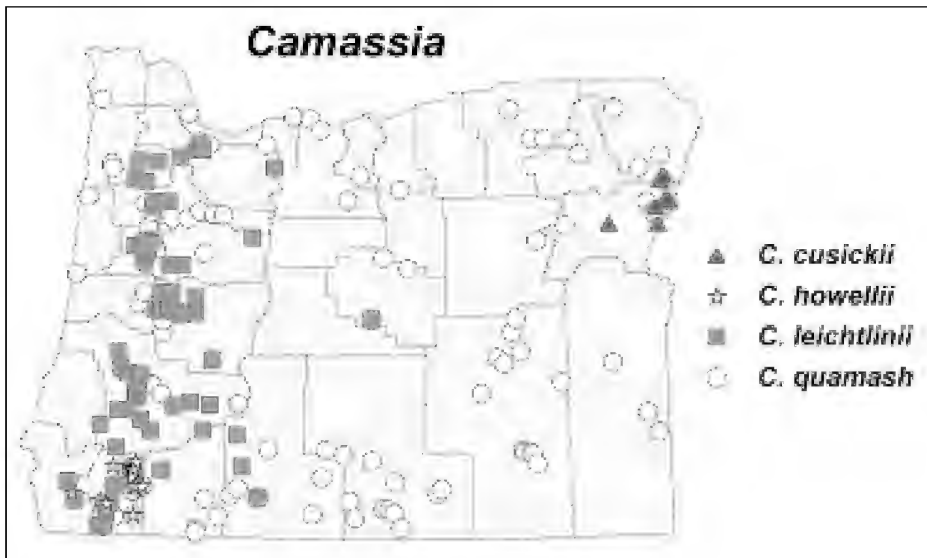 Camassia
C. cusickii
C. howellii
C. leichtlinii
C. quamash